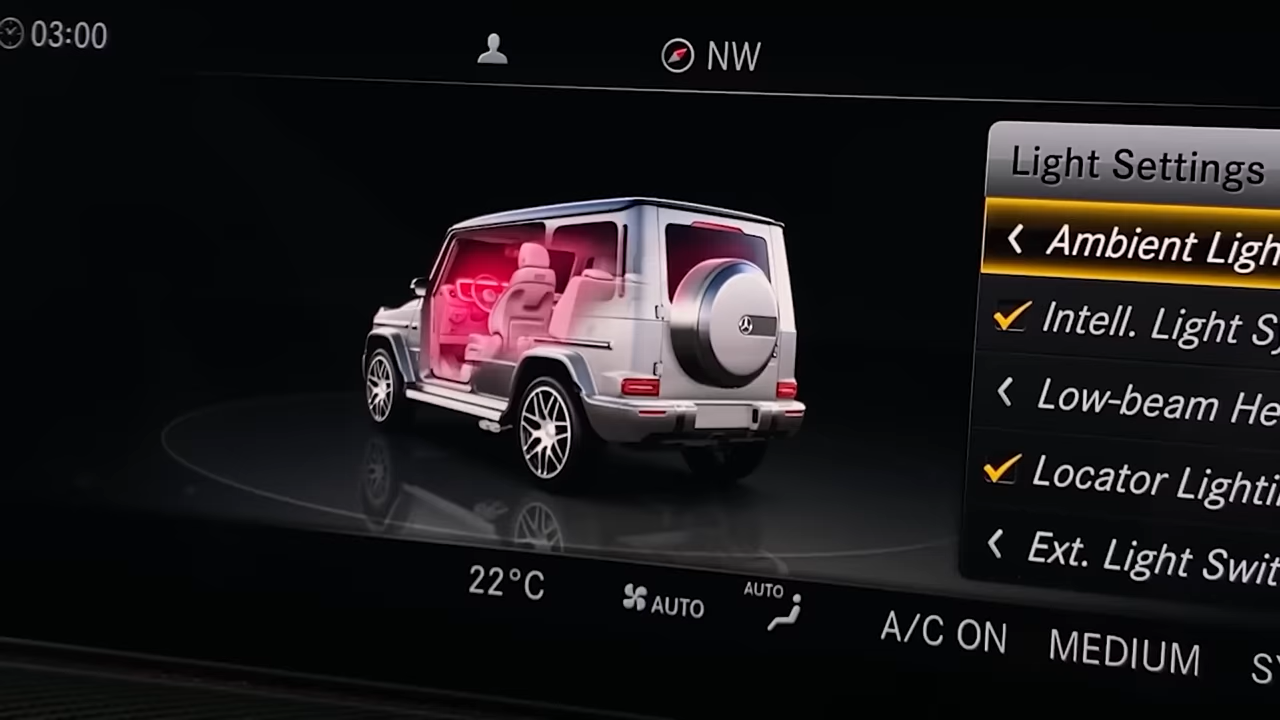 03:00
NW
Light Settings
Ambient Ligh
Intell. Light S
Low-beam He
Locator Lighti
Ext. Light Swit
22°C
AUTO
AUTO
A/C ON
MEDIUM
S